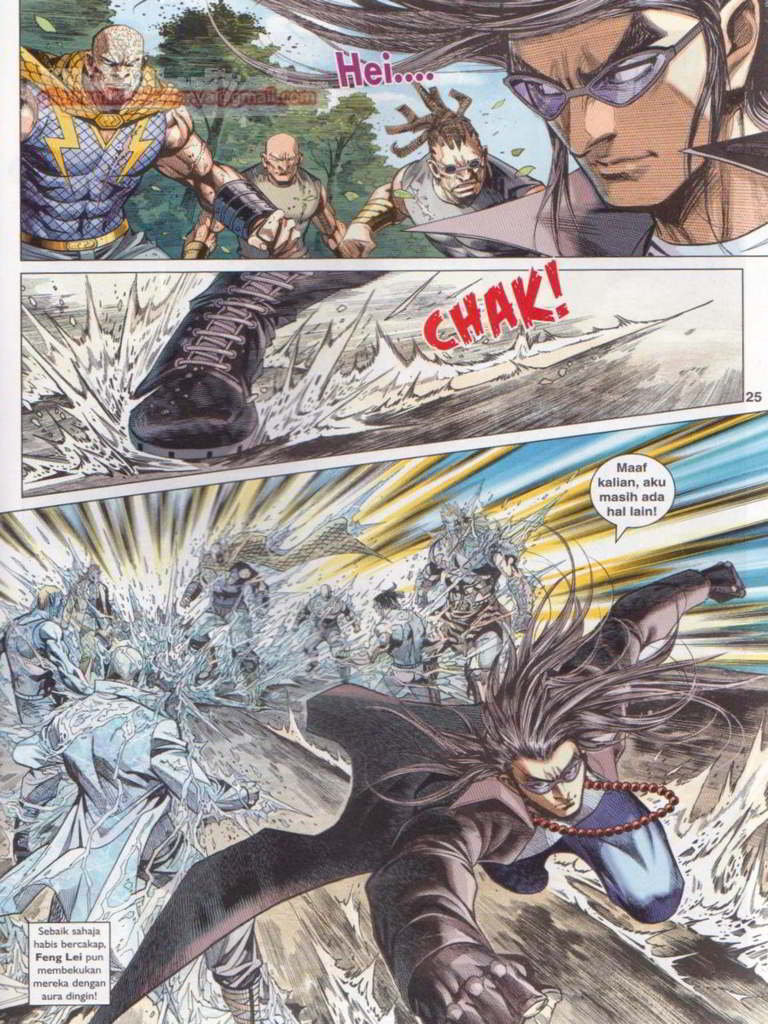 Hei....
CHAK!
25
Maaf
kalian, aku
masih ada
hal lain!
Sebaik sahaja
habis bercakap,
Feng Lei pun
membekukan
mereka dengan
aura dingin!